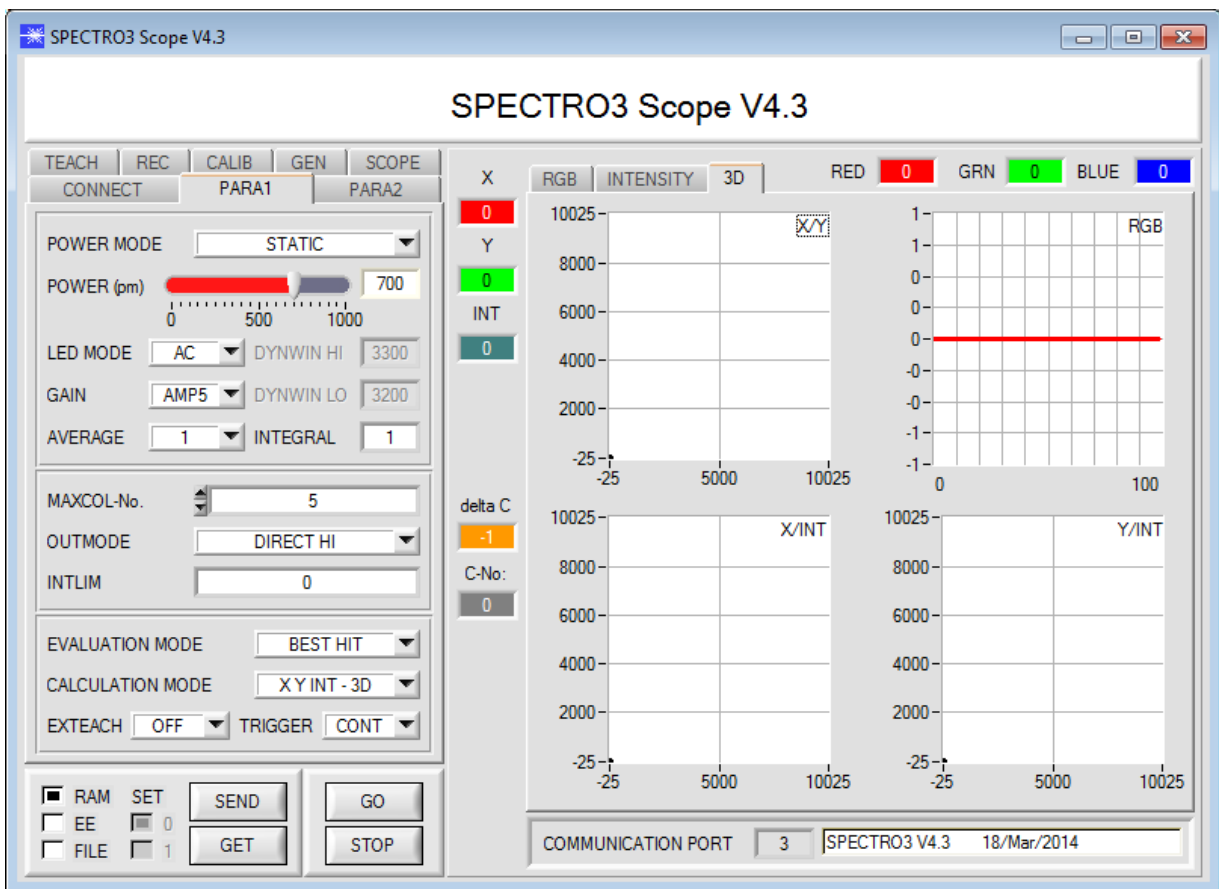 SPECTRO3 Scope V4.3
SPECTRO3 Scope V4.3
TEACH REC CALIB GEN SCOPE
CONNECT PARA1 PARA2
POWER MODE STATIC
POWER (pm) 700
0 500 1000
LED MODE AC DYNWIN HI 3300
GAIN AMP5 DYNWIN LO 3200
AVERAGE 1 INTEGRAL 1
MAXCOL-No. 5
OUTMODE DIRECT HI
INTLIM 0
EVALUATION MODE BEST HIT
CALCULATION MODE X Y INT - 3D
EXTEACH OFF TRIGGER CONT
RAM SET SEND GO
EE 0
FILE 1 GET STOP
X
0
Y
0
INT
0
delta C
-1
C-No:
0
RGB INTENSITY 3D RED 0 GRN 0 BLUE 0
X/Y
10025
8000
6000
4000
2000
-25
-25 5000 10025
RGB
1
1
0
0
0
-0
-0
-1
-1
0 100
X/INT
10025
8000
6000
4000
2000
-25
-25 5000 10025
Y/INT
10025
8000
6000
4000
2000
-25
-25 5000 10025
COMMUNICATION PORT 3 SPECTRO3 V4.3 18/Mar/2014